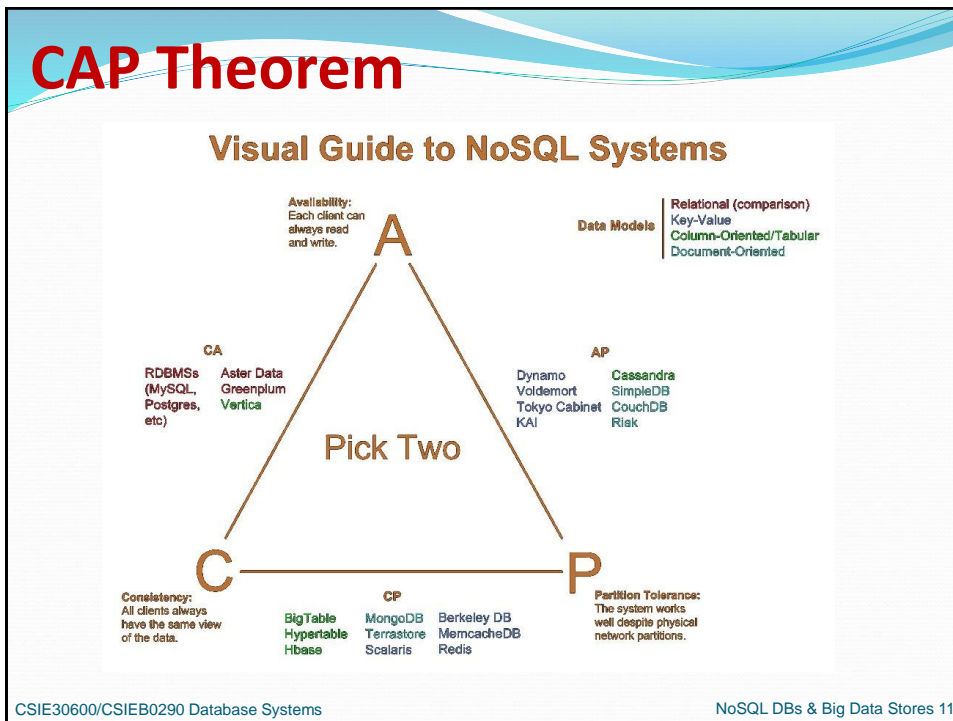 CAP Theorem
Visual Guide to NoSQL Systems
Availability:
Each client can
always read
and write.
A
Data Models
Relational (comparison)
Key-Value
Column-Oriented/Tabular
Document-Oriented
CA
RDBMSs
(MySQL,
Postgres,
etc)
Aster Data
Greenplum
Vertica
AP
Dynamo
Voldemort
Tokyo Cabinet
KAI
Cassandra
SimpleDB
CouchDB
Risk
Pick Two
C
P
Consistency:
All clients always
have the same view
of the data.
CP
BigTable
Hypertable
Hbase
MongoDB
Terrastore
Scalaris
Berkeley DB
MemcacheDB
Redis
Partition Tolerance:
The system works
well despite physical
network partitions.
CSIE30600/CSIEB0290 Database Systems
NoSQL DBs & Big Data Stores 11